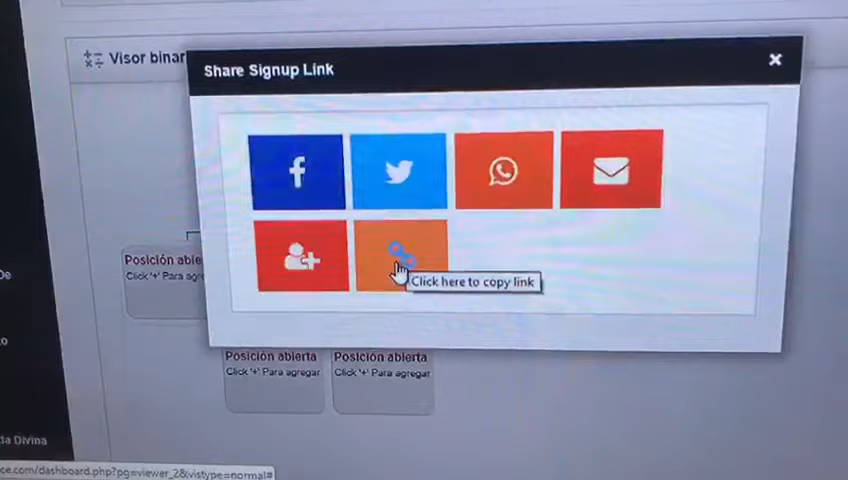 Visor binar
Share Signup Link
Posición abie
Click '+' Para agr
Click here to copy link
Posición abierta
Click '+' Para agregar
Posición abierta
Click '+' Para agregar
De
da Divina
ce.com/dashboard.php?pg=viewer_2&vistype=normal#